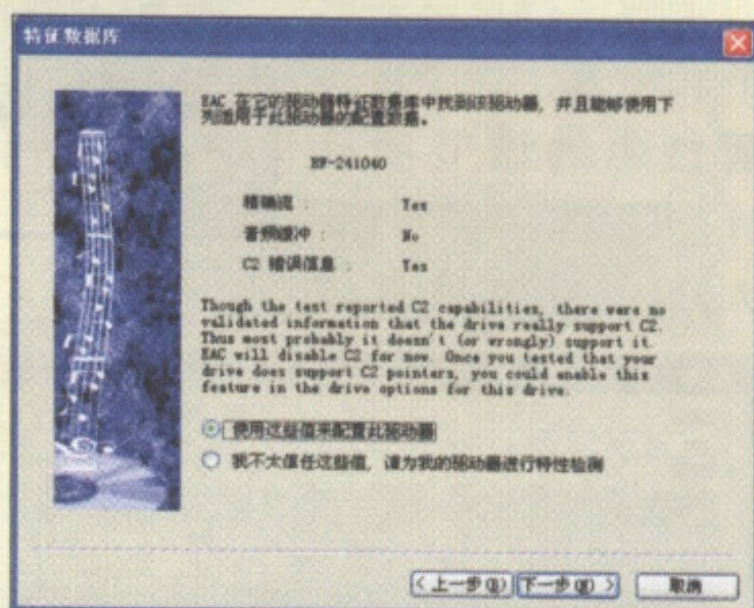 特征数据库
EAC 在它的驱动器特征数据库中找到该驱动器，并且能够使用下
列适用于此驱动器的配置数据。
RW-241040
精确流： Yes
音频缓冲： No
C2 错误信息： Yes
Though the test reported C2 capabilities, there were no
validated information that the drive really support C2.
Thus most probably it doesn't (or wrongly) support it.
EAC will disable C2 for now. Once you tested that your
drive does support C2 pointers, you could enable this
feature in the drive options for this drive.
使用这些值来配置此驱动器
我不太信任这些值，请为我的驱动器进行特性检测
< 上一步(B) 下一步(N) > 取消